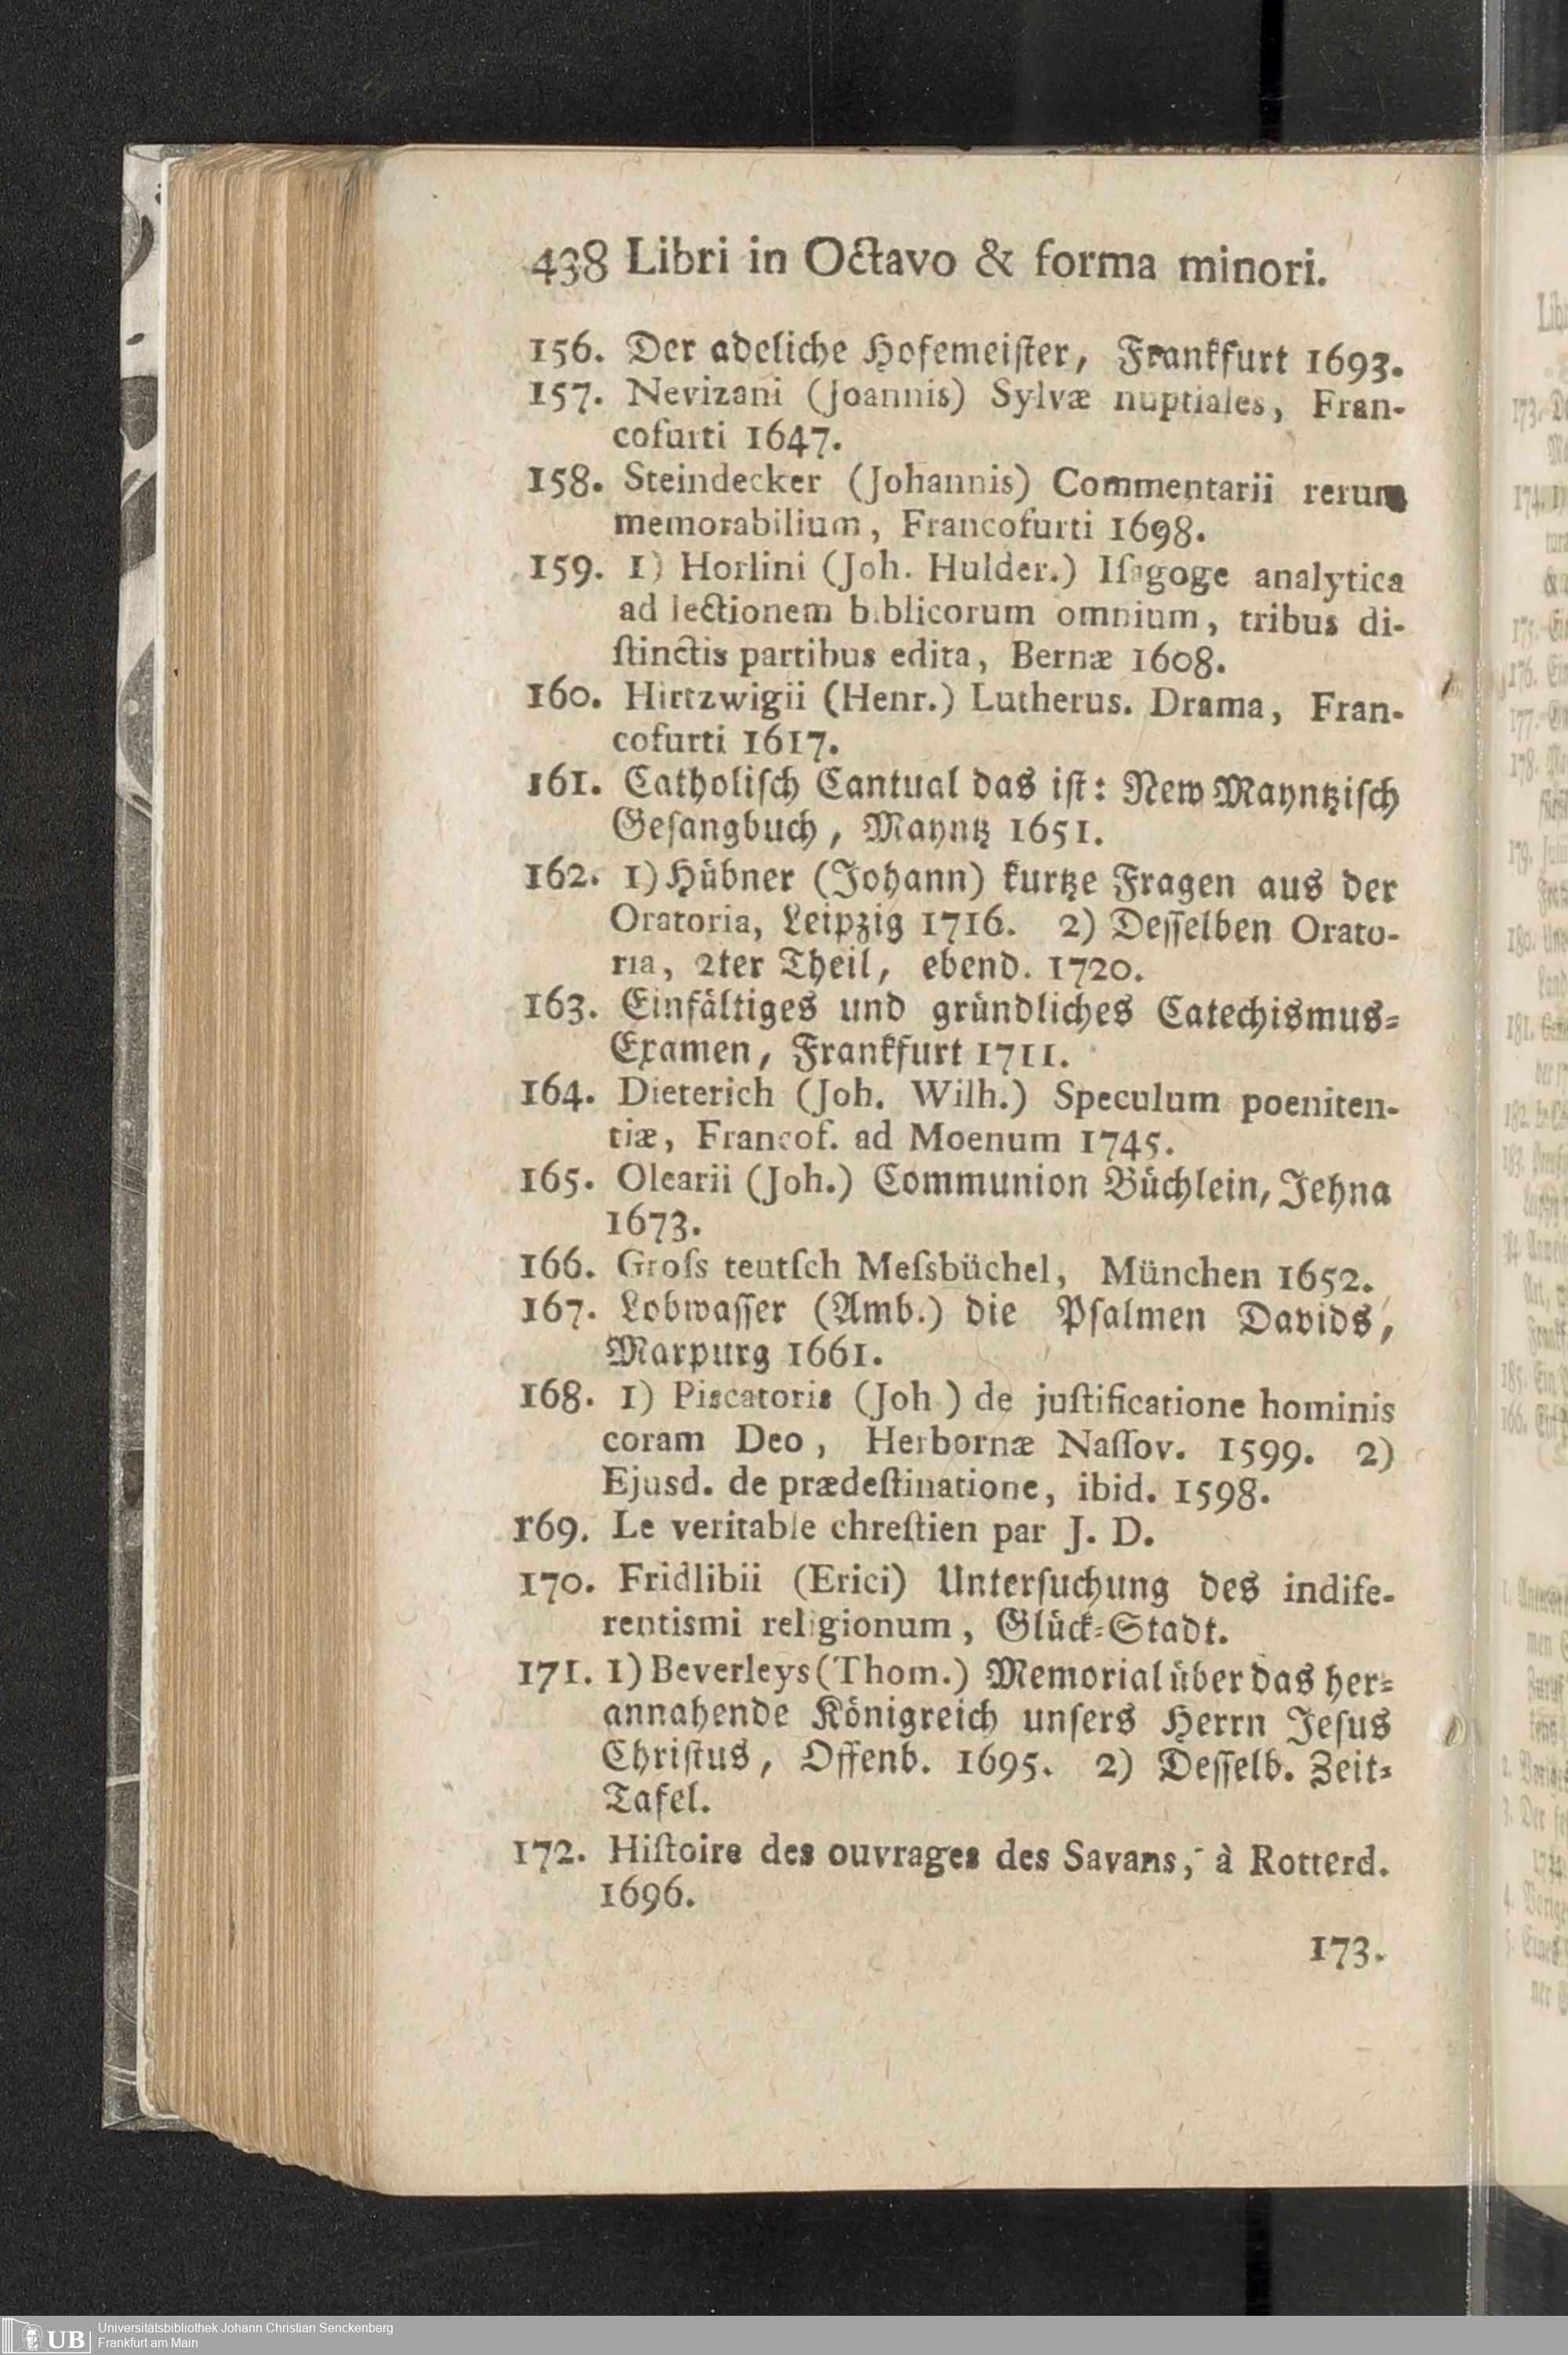 438 Libri in Octavo & forma minori.
156. Der adeliche Hofemeiſter, Frankfurt 1693.
157. Nevizani (Joannis) Sylvæ nuptiales, Fran-
cofurti 1647.
158. Steindecker (Johannis) Commentarii rerum
memorabilium, Francofurti 1698.
159. 1) Horlini (Joh. Hulder.) Iſagoge analytica
ad lectionem biblicorum omnium, tribus di-
ſtinctis partibus edita, Bernæ 1608.
160. Hirtzwigii (Henr.) Lutherus. Drama, Fran-
cofurti 1617.
161. Catholiſch Cantual das iſt: New Mayntziſch
Geſangbuch, Mayntz 1651.
162. 1) Hübner (Johann) kurtze Fragen aus der
Oratoria, Leipzig 1716. 2) Deſſelben Orato-
ria, 2ter Theil, ebend. 1720.
163. Einfältiges und gründliches Catechismus-
Examen, Frankfurt 1711.
164. Dieterich (Joh. Wilh.) Speculum poeniten-
tiæ, Francof. ad Moenum 1745.
165. Olearii (Joh.) Communion Büchlein, Jehna
1673.
166. Groſs teutſch Meſsbüchel, München 1652.
167. Lobwaſſer (Amb.) die Pſalmen Davids,
Marpurg 1661.
168. 1) Piscatoris (Joh ) de juſtificatione hominis
coram Deo, Herbornæ Naſſov. 1599. 2)
Ejusd. de prædeſtinatione, ibid. 1598.
169. Le veritable chreſtien par J. D.
170. Fridlibii (Erici) Unterſuchung des indife-
rentismi religionum, Glück-Stadt.
171. 1) Beverleys (Thom.) Memorial über das her-
annahende Königreich unſers Herrn Jeſus
Chriſtus, Offenb. 1695. 2) Deſſelb. Zeit-
Tafel.
172. Hiſtoire des ouvrages des Savans, à Rotterd.
1696.
173.
UB
Universitätsbibliothek Johann Christian Senckenberg
Frankfurt am Main